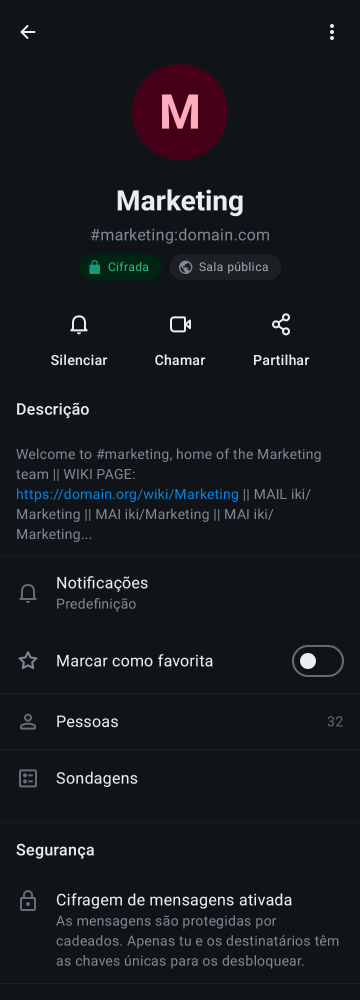 M
Marketing
#marketing:domain.com
Cifrada
Sala pública
Silenciar
Chamar
Partilhar
Descrição
Welcome to #marketing, home of the Marketing
team || WIKI PAGE:
https://domain.org/wiki/Marketing || MAIL iki/
Marketing || MAI iki/Marketing || MAI iki/
Marketing...
Notificações
Predefinição
Marcar como favorita
Pessoas
32
Sondagens
Segurança
Cifragem de mensagens ativada
As mensagens são protegidas por
cadeados. Apenas tu e os destinatários têm
as chaves únicas para os desbloquear.